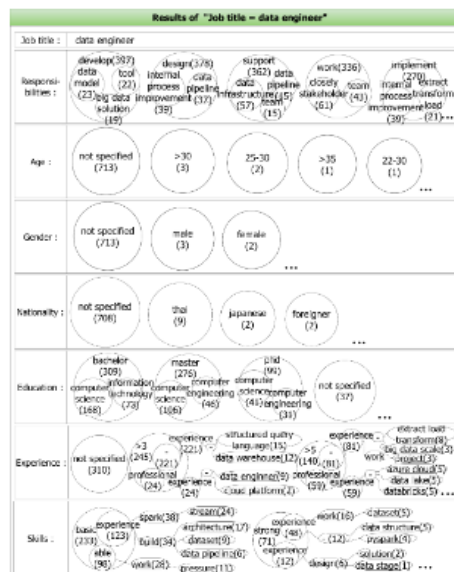 Results of "Job title = data engineer"
Job title : data engineer
Responsi-
bilities :
develop(397)
data
model
(23)
tool
(22)
big data
solution
(19)
design(378)
internal
process
improvement
(39)
data
pipeline
(37)
support
(362)
data
infrastructure
(57)
data
pipeline
team
(15)
work(336)
closely
stakeholder
(61)
team
(43)
implement
(270)
internal
process
improvement
(39)
extract
transform
load
(21)
...
Age :
not specified
(713)
>30
(3)
25-30
(2)
>35
(1)
22-30
(1)
...
Gender :
not specified
(713)
male
(3)
female
(2)
...
Nationality :
not specified
(708)
thai
(9)
japanese
(2)
foreigner
(2)
...
Education :
bachelor
(309)
computer
science
(168)
information
technology
(73)
master
(276)
computer
science
(106)
computer
engineering
(46)
phd
(99)
computer
science
(45)
computer
engineering
(31)
not specified
(37)
...
Experience :
not specified
(310)
>3
(245)
experience
(221)
(221)
professional
(24)
experience
(24)
structured query
language(15)
data warehouse(12)
data enginner(9)
cloud platform(2)
>5
(140)
(81)
professional
(59)
experience
(81)
experience
(59)
work
extract load
transform(8)
big data scale(3)
project(3)
azure cloud(5)
data lake(5)
databricks(5)
...
Skills :
basic
(233)
experience
(123)
able
(98)
spark(38)
build(34)
work(28)
stream(24)
architecture(17)
dataset(9)
data pipeline(6)
pressure(11)
strong
(71)
experience
(48)
experience
(12)
work(16)
(12)
design(6)
dataset(5)
data structure(5)
pyspark(4)
solution(2)
data stage(1)
...